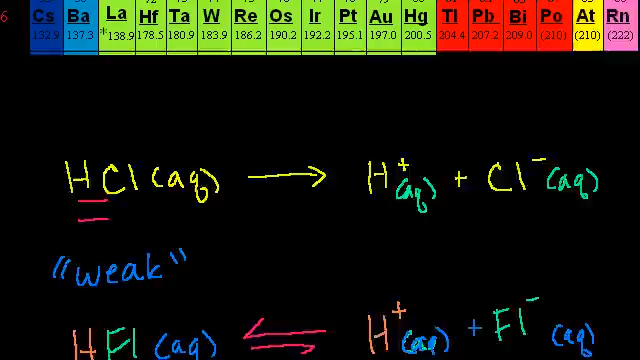 6 Cs Ba La Hf Ta W Re Os Ir Pt Au Hg Tl Pb Bi Po At Rn
132.9 137.3 *138.9 178.5 180.9 183.9 186.2 190.2 192.2 195.1 197.0 200.5 204.4 207.2 209.0 (210) (210) (222)
HCl (aq) → H⁺(aq) + Cl⁻(aq)
"weak"
HFl (aq) ⇌ H⁺(aq) + Fl⁻ (aq)